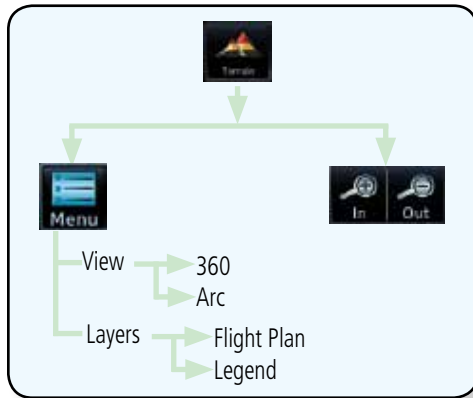 Terrain
Menu
In Out
View
360
Arc
Layers
Flight Plan
Legend